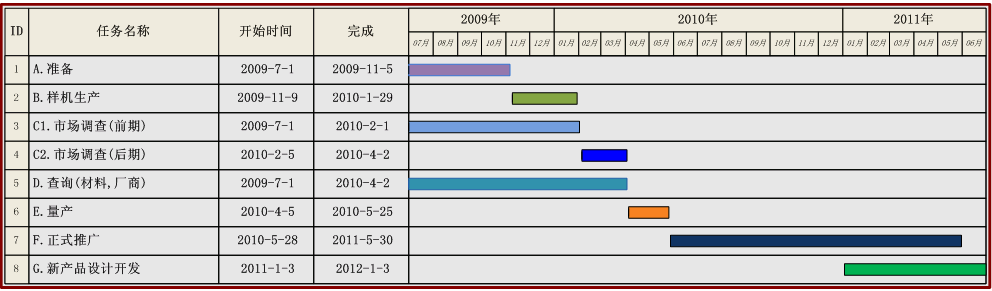 ID 任务名称 开始时间 完成 2009年 2010年 2011年
07月 08月 09月 10月 11月 12月 01月 02月 03月 04月 05月 06月 07月 08月 09月 10月 11月 12月 01月 02月 03月 04月 05月 06月
1 A.准备 2009-7-1 2009-11-5
2 B.样机生产 2009-11-9 2010-1-29
3 C1.市场调查(前期) 2009-7-1 2010-2-1
4 C2.市场调查(后期) 2010-2-5 2010-4-2
5 D.查询(材料,厂商) 2009-7-1 2010-4-2
6 E.量产 2010-4-5 2010-5-25
7 F.正式推广 2010-5-28 2011-5-30
8 G.新产品设计开发 2011-1-3 2012-1-3